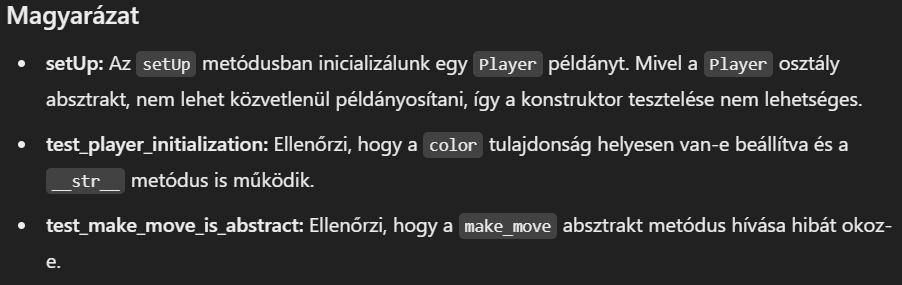 Magyarázat
• setUp: Az setUp metódusban inicializálunk egy Player példányt. Mivel a Player osztály
absztrakt, nem lehet közvetlenül példányosítani, így a konstruktor tesztelése nem lehetséges.
• test_player_initialization: Ellenőrzi, hogy a color tulajdonság helyesen van-e beállítva és a
__str__ metódus is működik.
• test_make_move_is_abstract: Ellenőrzi, hogy a make_move absztrakt metódus hívása hibát okoz-
e.